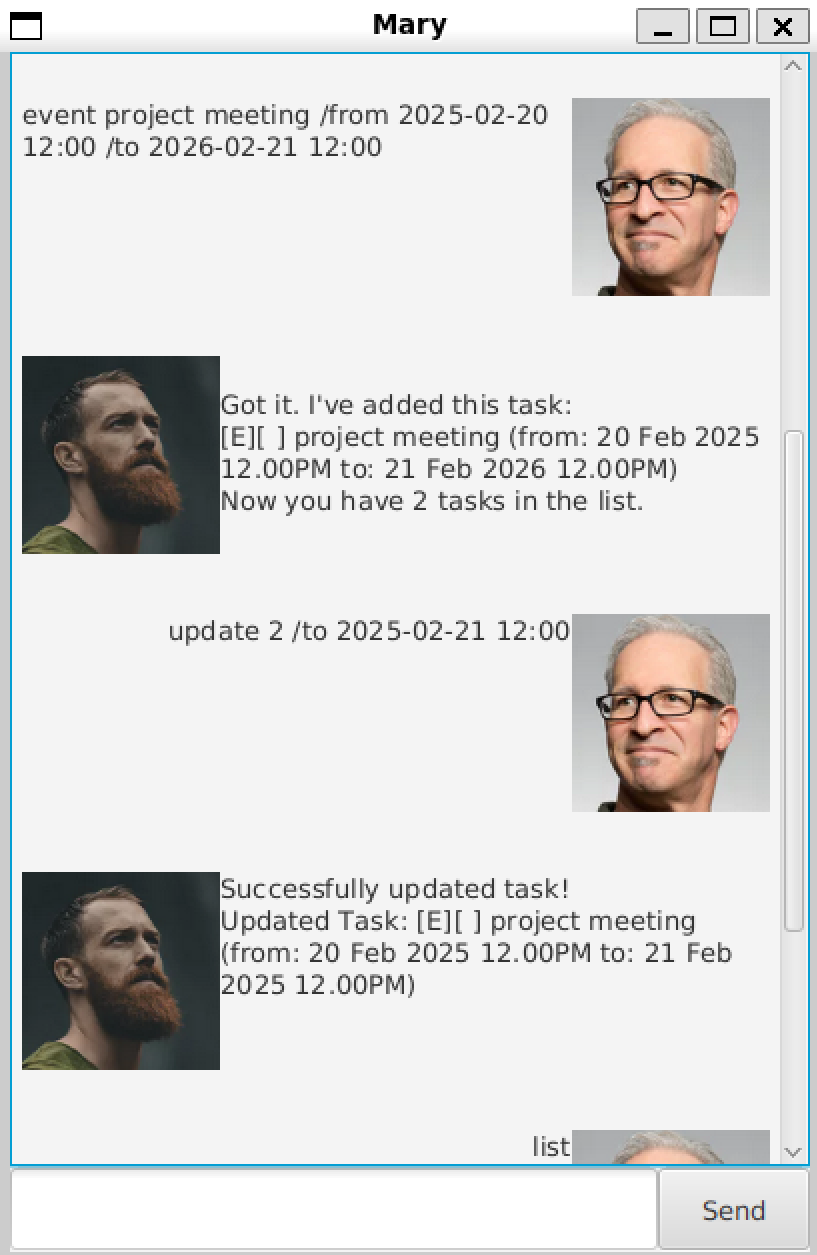 Mary
event project meeting /from 2025-02-20
12:00 /to 2026-02-21 12:00
Got it. I've added this task:
[E][ ] project meeting (from: 20 Feb 2025
12.00PM to: 21 Feb 2026 12.00PM)
Now you have 2 tasks in the list.
update 2 /to 2025-02-21 12:00
Successfully updated task!
Updated Task: [E][ ] project meeting
(from: 20 Feb 2025 12.00PM to: 21 Feb
2025 12.00PM)
list
Send